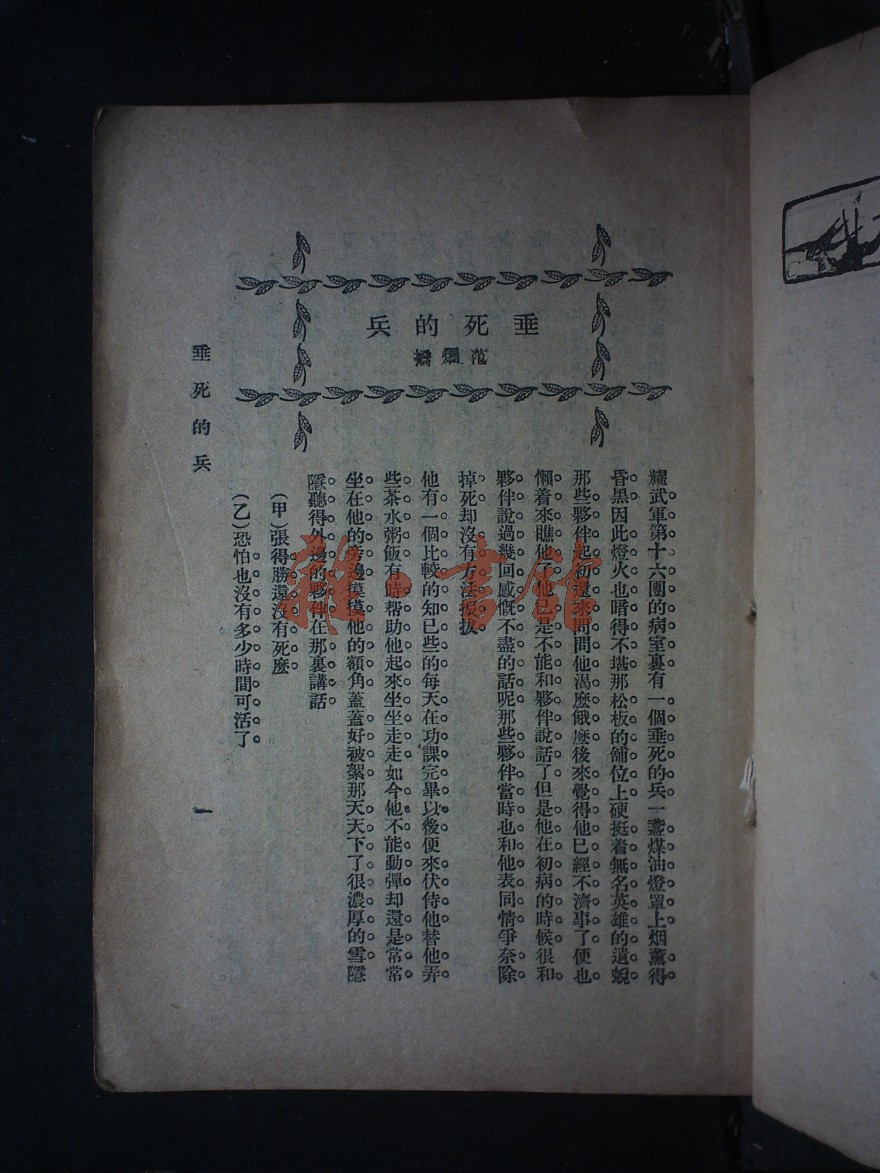 垂死的兵
范烟橋
耀武軍第十六團的病室裏有一個垂死的兵一盞煤油燈罩上烟薰得
昏黑因此燈火也暗得不堪那松板的舖位上硬挺着無名英雄的遺蛻
那些夥伴起初還來問問他渴麼餓麼後來覺得他已經不濟事了便也
懶着來瞧他了他已是不能和夥伴說話了但是他在初病的時候很和
夥伴說過幾回感慨不盡的話呢那些夥伴當時也和他表同情爭奈除
掉死却沒有方法援拔
他有一個比較的知已些的每天在功課完畢以後便來伏侍他替他弄
些茶水粥飯有時帮助他起來坐坐走走如今他不能動彈却還是常常
坐在他的旁邊摸摸他的額角蓋蓋好被絮那天天下了很濃厚的雪隱
隱聽得外邊的夥伴在那裏講話
（甲）張得勝還沒有死麼
（乙）恐怕也沒有多少時間可活了
垂死的兵
一
雜·書館